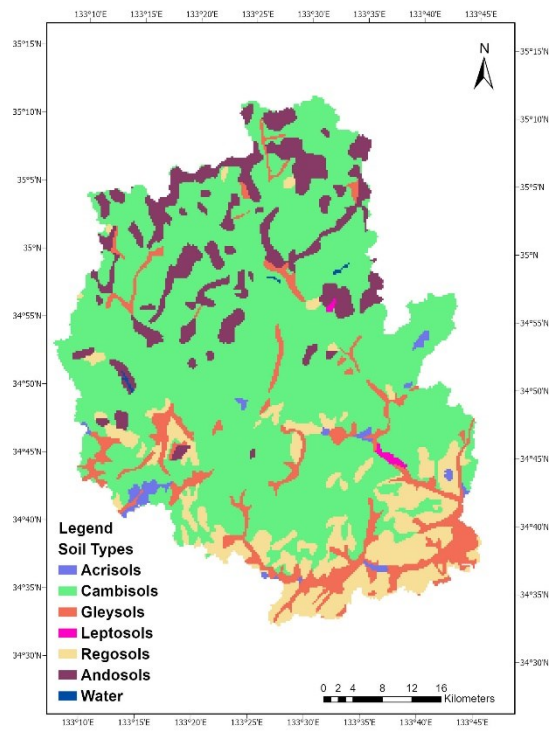 133°10'E 133°15'E 133°20'E 133°25'E 133°30'E 133°35'E 133°40'E 133°45'E
35°15'N 35°15'N
N
35°10'N 35°10'N
35°5'N 35°5'N
35°N 35°N
34°55'N 34°55'N
34°50'N 34°50'N
34°45'N 34°45'N
34°40'N 34°40'N
Legend
Soil Types
Acrisols
Cambisols
34°35'N 34°35'N
Gleysols
Leptosols
Regosols
34°30'N 34°30'N
Andosols
Water
0 2 4 8 12 16
Kilometers
133°10'E 133°15'E 133°20'E 133°25'E 133°30'E 133°35'E 133°40'E 133°45'E